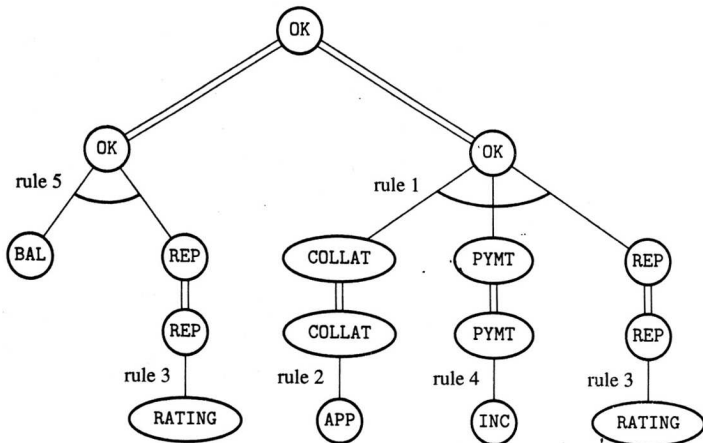 OK
OK OK
rule 5 rule 1
BAL REP COLLAT PYMT REP
REP COLLAT PYMT REP
rule 3 rule 2 rule 4 rule 3
RATING APP INC RATING